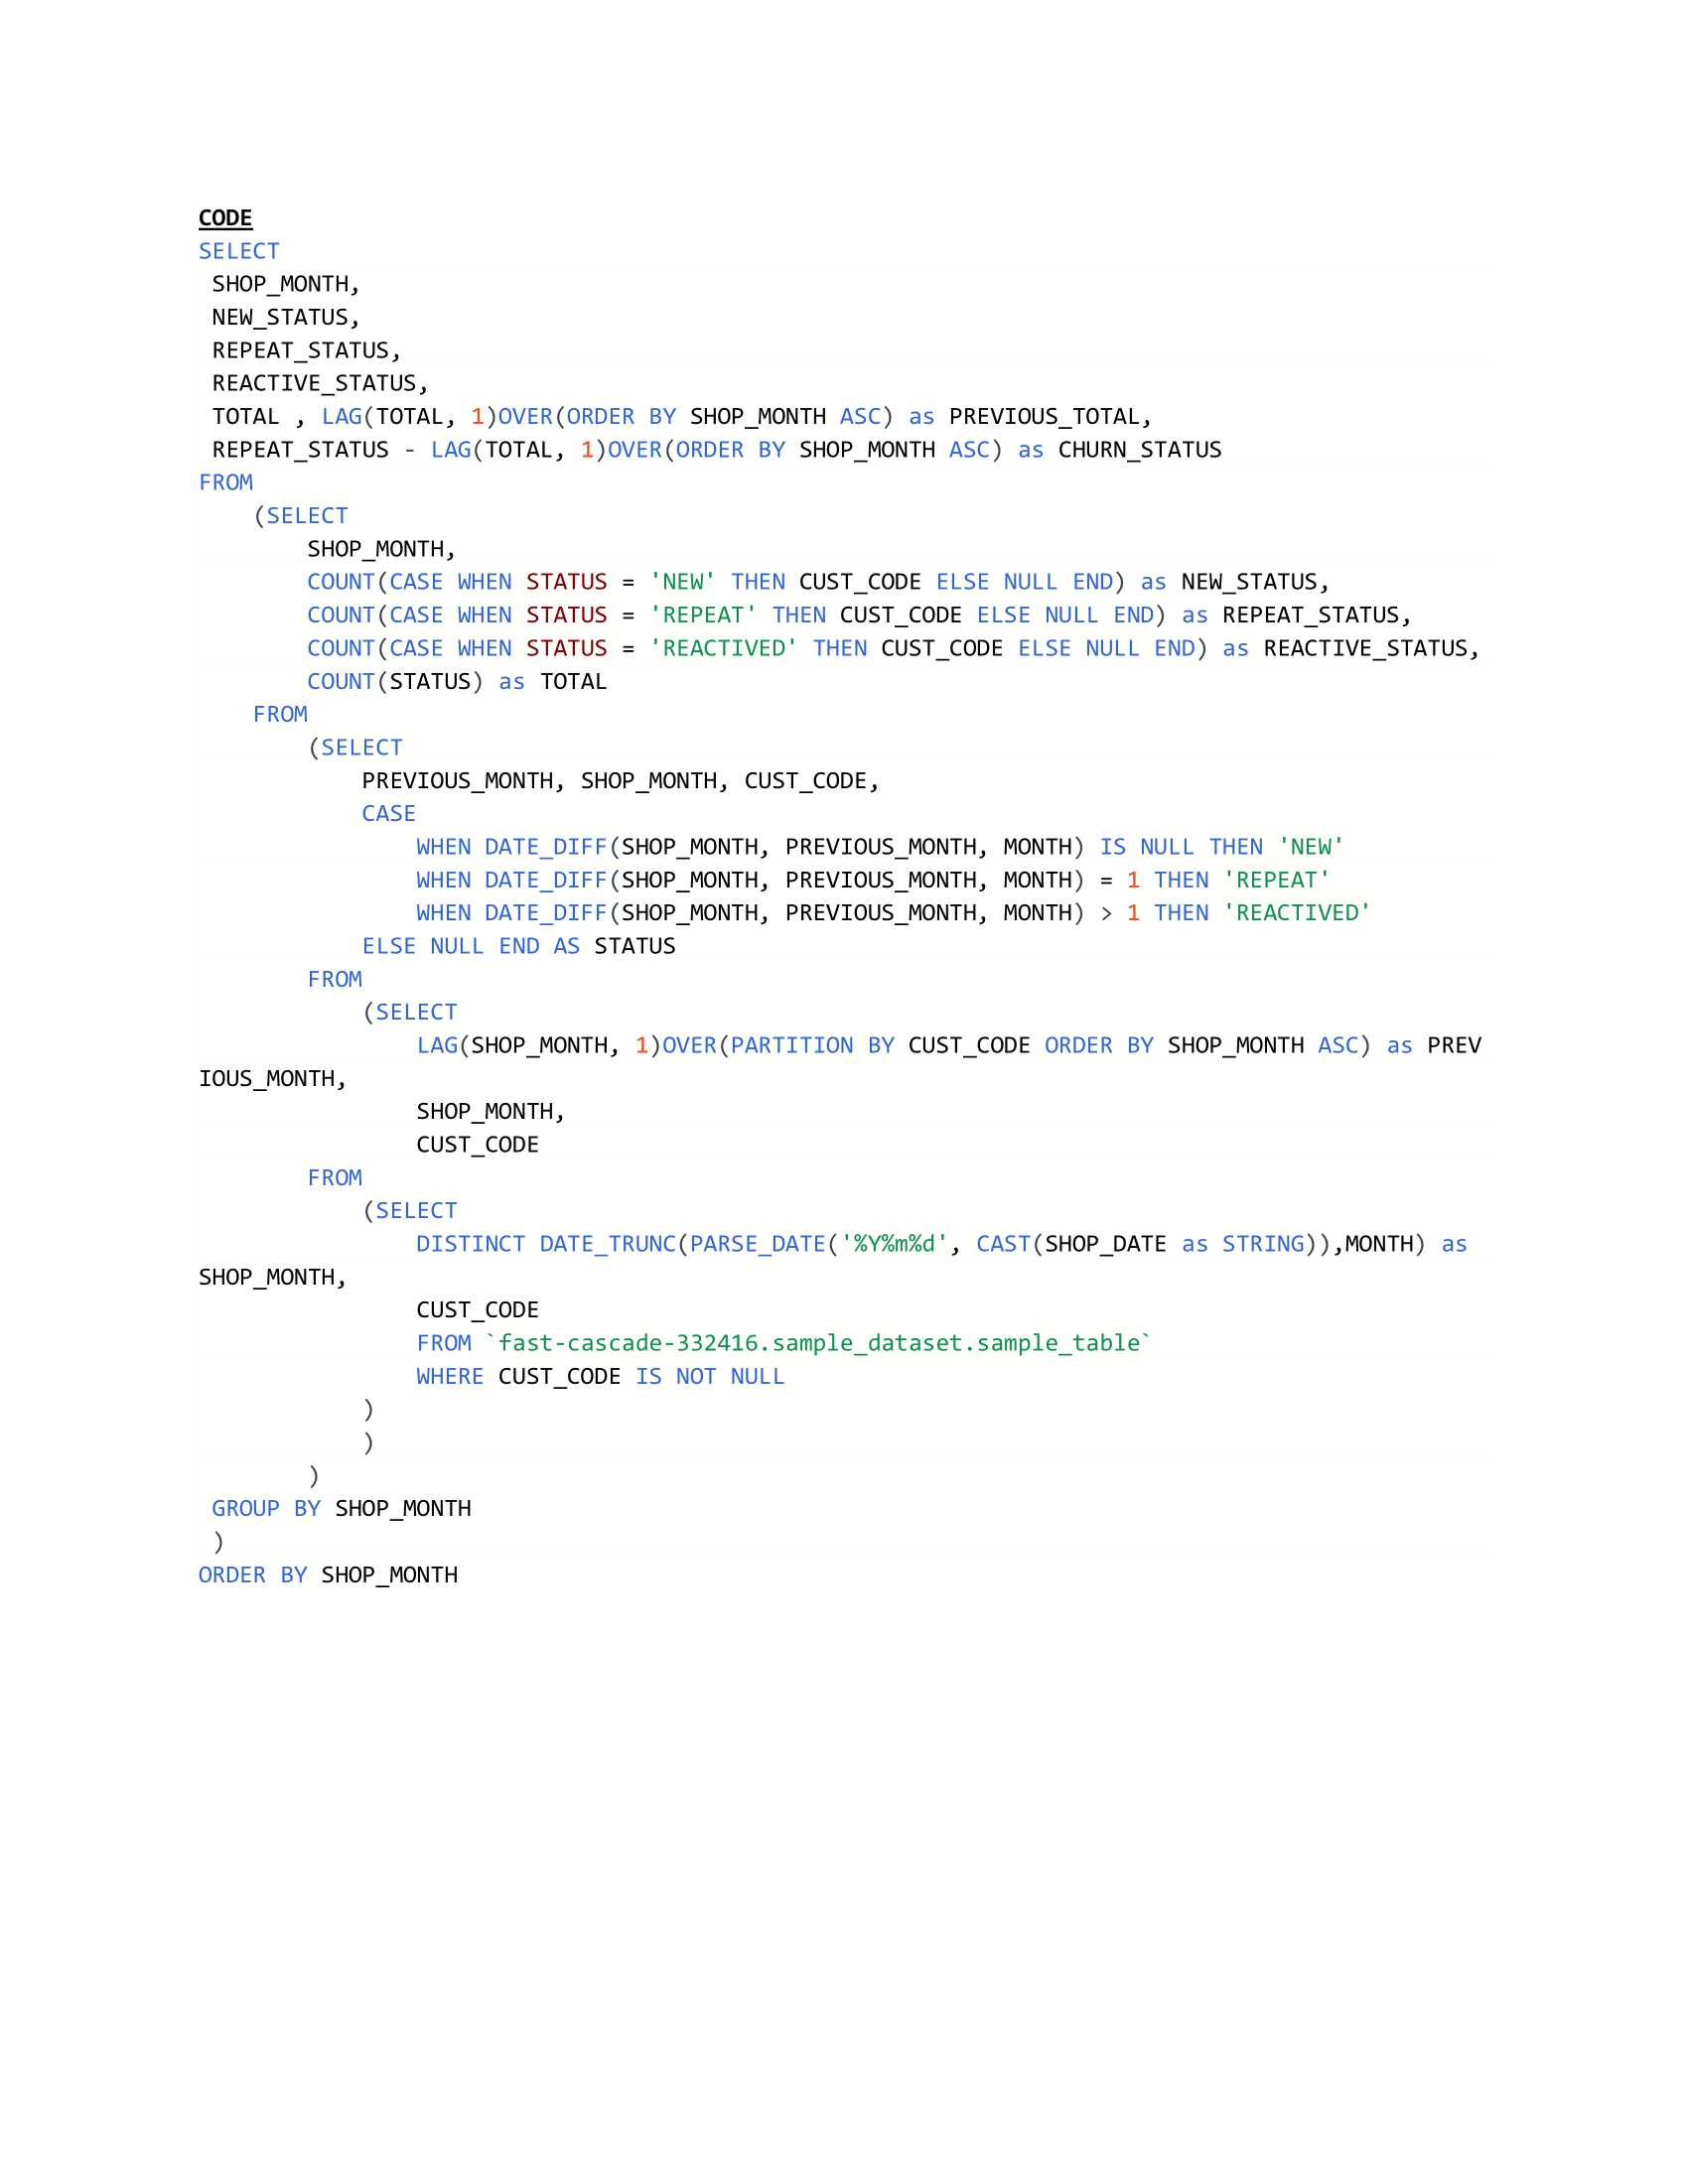 CODE
SELECT
 SHOP_MONTH,
 NEW_STATUS,
 REPEAT_STATUS,
 REACTIVE_STATUS,
 TOTAL , LAG(TOTAL, 1)OVER(ORDER BY SHOP_MONTH ASC) as PREVIOUS_TOTAL,
 REPEAT_STATUS - LAG(TOTAL, 1)OVER(ORDER BY SHOP_MONTH ASC) as CHURN_STATUS
FROM
    (SELECT
        SHOP_MONTH,
        COUNT(CASE WHEN STATUS = 'NEW' THEN CUST_CODE ELSE NULL END) as NEW_STATUS,
        COUNT(CASE WHEN STATUS = 'REPEAT' THEN CUST_CODE ELSE NULL END) as REPEAT_STATUS,
        COUNT(CASE WHEN STATUS = 'REACTIVED' THEN CUST_CODE ELSE NULL END) as REACTIVE_STATUS,
        COUNT(STATUS) as TOTAL
    FROM
        (SELECT
            PREVIOUS_MONTH, SHOP_MONTH, CUST_CODE,
            CASE
                WHEN DATE_DIFF(SHOP_MONTH, PREVIOUS_MONTH, MONTH) IS NULL THEN 'NEW'
                WHEN DATE_DIFF(SHOP_MONTH, PREVIOUS_MONTH, MONTH) = 1 THEN 'REPEAT'
                WHEN DATE_DIFF(SHOP_MONTH, PREVIOUS_MONTH, MONTH) > 1 THEN 'REACTIVED'
            ELSE NULL END AS STATUS
        FROM
            (SELECT
                LAG(SHOP_MONTH, 1)OVER(PARTITION BY CUST_CODE ORDER BY SHOP_MONTH ASC) as PREV
IOUS_MONTH,
                SHOP_MONTH,
                CUST_CODE
        FROM
            (SELECT
                DISTINCT DATE_TRUNC(PARSE_DATE('%Y%m%d', CAST(SHOP_DATE as STRING)),MONTH) as
SHOP_MONTH,
                CUST_CODE
                FROM `fast-cascade-332416.sample_dataset.sample_table`
                WHERE CUST_CODE IS NOT NULL
            )
            )
        )
 GROUP BY SHOP_MONTH
 )
ORDER BY SHOP_MONTH